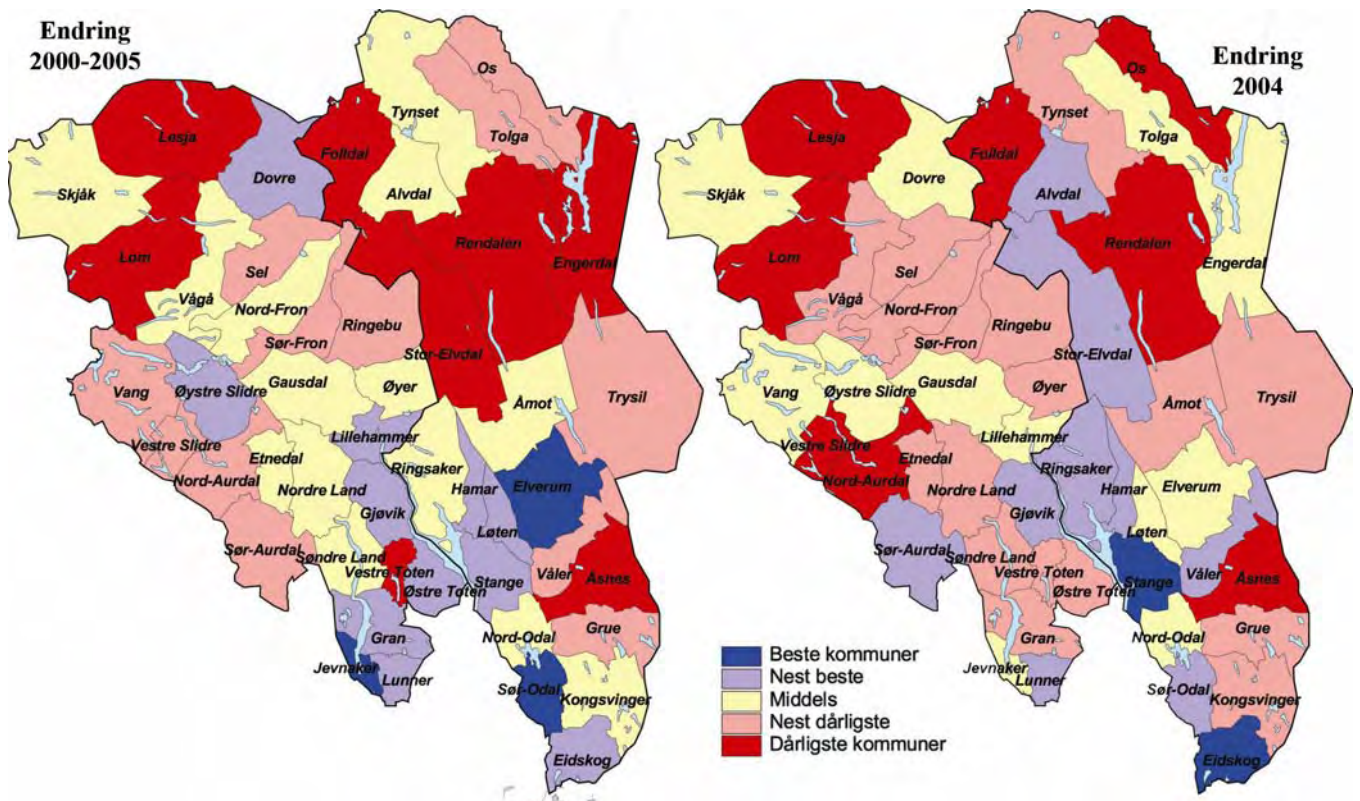 Endring
2000-2005
Os
Tynset
Lesja
Folldal
Tolga
Dovre
Alvdal
Skjåk
Rendalen
Lom
Engerdal
Sel
Vågå
Nord-Fron
Ringebu
Sør-Fron
Stor-Elvdal
Vang
Øystre Slidre
Gausdal
Øyer
Åmot
Trysil
Vestre Slidre
Lillehammer
Etnedal
Ringsaker
Nord-Aurdal
Nordre Land
Hamar
Elverum
Gjøvik
Løten
Sør-Aurdal
Søndre Land
Vestre Toten
Østre Toten
Stange
Våler
Åsnes
Gran
Nord-Odal
Grue
Jevnaker
Lunner
Sør-Odal
Kongsvinger
Eidskog
Endring
2004
Os
Tynset
Lesja
Folldal
Tolga
Dovre
Alvdal
Skjåk
Rendalen
Lom
Engerdal
Sel
Vågå
Nord-Fron
Ringebu
Sør-Fron
Stor-Elvdal
Vang
Øystre Slidre
Gausdal
Øyer
Åmot
Trysil
Vestre Slidre
Lillehammer
Etnedal
Ringsaker
Nord-Aurdal
Nordre Land
Hamar
Elverum
Gjøvik
Løten
Sør-Aurdal
Søndre Land
Vestre Toten
Østre Toten
Stange
Våler
Åsnes
Gran
Nord-Odal
Grue
Jevnaker
Lunner
Sør-Odal
Kongsvinger
Eidskog
Beste kommuner
Nest beste
Middels
Nest dårligste
Dårligste kommuner